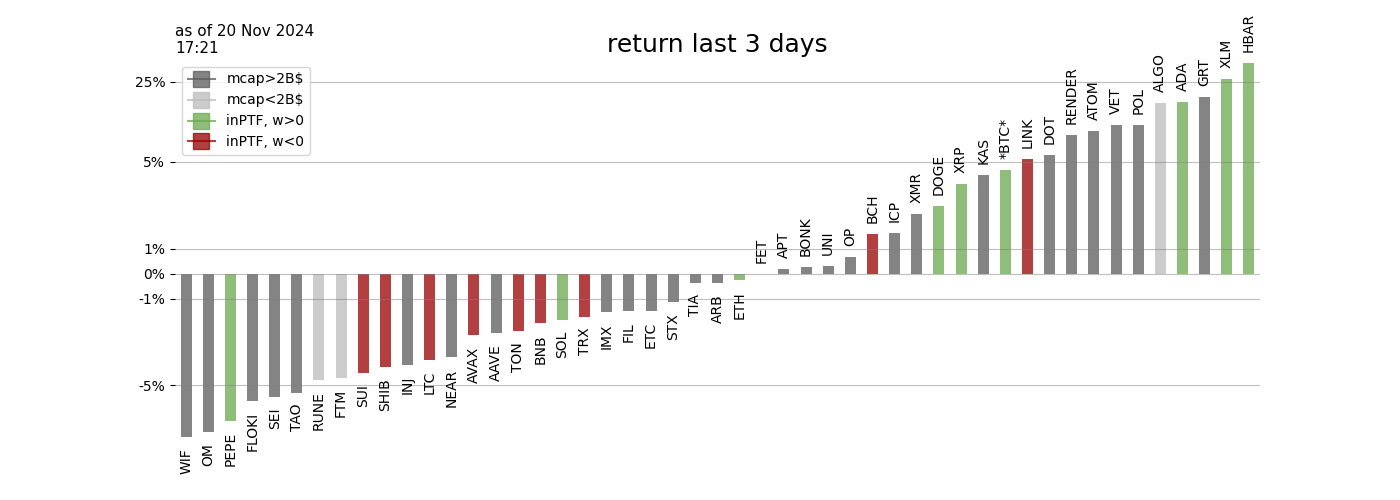 as of 20 Nov 2024
17:21
return last 3 days
mcap>2B$
mcap<2B$
inPTF, w>0
inPTF, w<0
25%
5%
1%
0%
-1%
-5%
WIF
OM
PEPE
FLOKI
SEI
TAO
RUNE
FTM
SUI
SHIB
INJ
LTC
NEAR
AVAX
AAVE
TON
BNB
SOL
TRX
IMX
FIL
ETC
STX
TIA
ARB
ETH
FET
APT
BONK
UNI
OP
BCH
ICP
XMR
DOGE
XRP
KAS
*BTC*
LINK
DOT
RENDER
ATOM
VET
POL
ALGO
ADA
GRT
XLM
HBAR